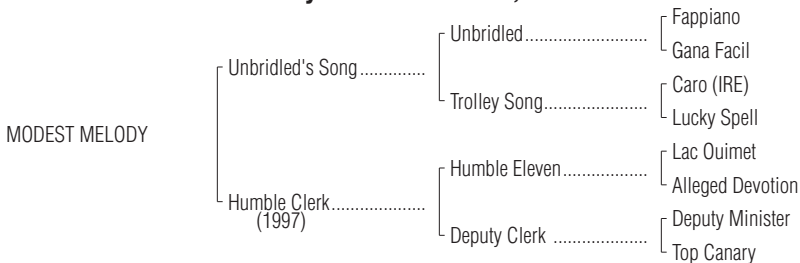 Fappiano
Unbridled
Gana Facil
Unbridled's Song
Caro (IRE)
Trolley Song
Lucky Spell
MODEST MELODY
Lac Ouimet
Humble Eleven
Alleged Devotion
Humble Clerk
(1997)
Deputy Minister
Deputy Clerk
Top Canary